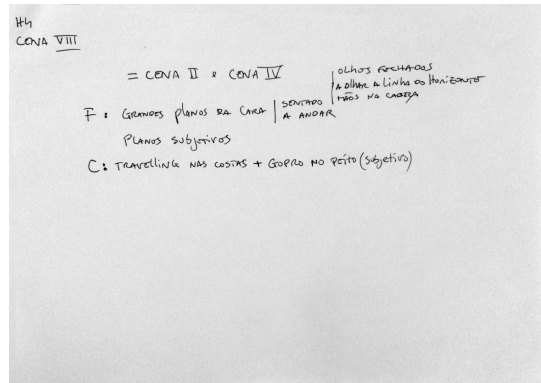 H4
CENA VIII
= CENA II e CENA IV
OLHOS FECHADOS
A OLHAR A LINHA DO HORIZONTE
MÃOS NA CABEÇA
F: GRANDES PLANOS DA CARA | SENTADO
A ANDAR
PLANOS SUBJETIVOS
C: TRAVELLING NAS COSTAS + GOPRO NO PEITO (SUBJETIVO)